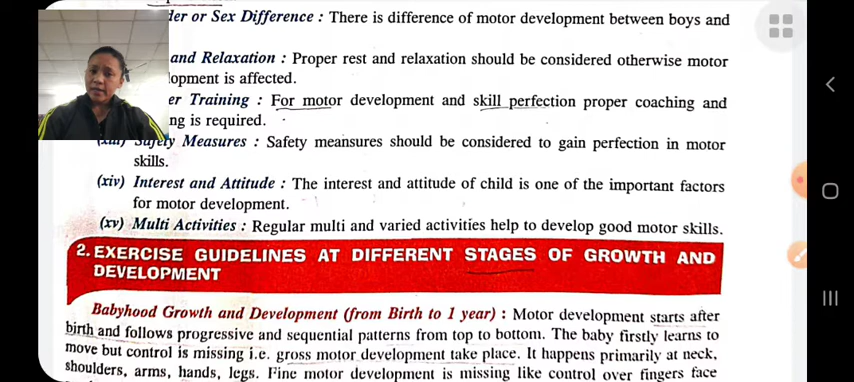 der or Sex Difference : There is difference of motor development between boys and
and Relaxation : Proper rest and relaxation should be considered otherwise motor
lopment is affected.
er Training : For motor development and skill perfection proper coaching and
ng is required.
(xiii) Safety Measures : Safety meansures should be considered to gain perfection in motor
skills.
(xiv) Interest and Attitude : The interest and attitude of child is one of the important factors
for motor development.
(xv) Multi Activities : Regular multi and varied activities help to develop good motor skills.
2. EXERCISE GUIDELINES AT DIFFERENT STAGES OF GROWTH AND
DEVELOPMENT
Babyhood Growth and Development (from Birth to 1 year) : Motor development starts after
birth and follows progressive and sequential patterns from top to bottom. The baby firstly learns to
move but control is missing i.e. gross motor development take place. It happens primarily at neck,
shoulders, arms, hands, legs. Fine motor development is missing like control over fingers face